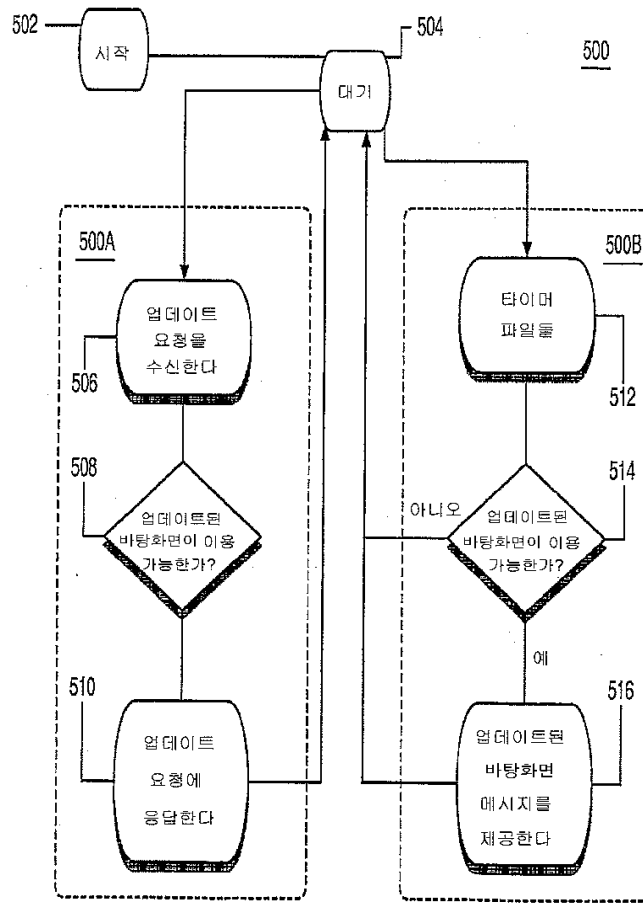 502
시작
504
500
대기
500A
업데이트
요청을
수신한다
506
508
업데이트된
바탕화면이 이용
가능한가?
510
업데이트
요청에
응답한다
500B
타이머
파일둘
512
514
아니오
업데이트된
바탕화면이 이용
가능한가?
예
516
업데이트된
바탕화면
메시지를
제공한다